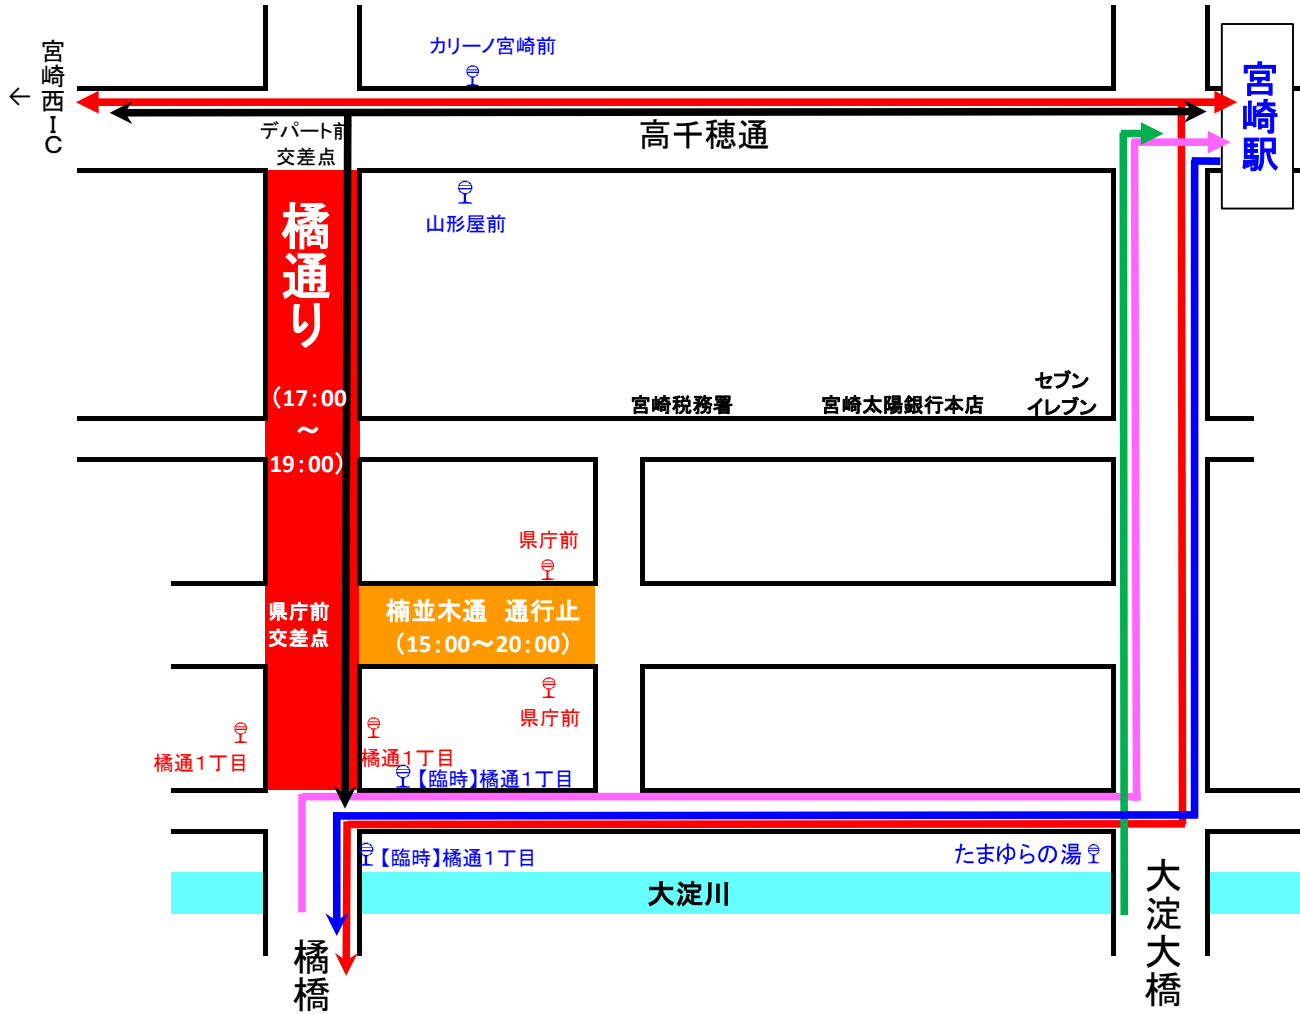 カリーノ宮崎前
←
宮崎西IC
宮崎駅
デパート前
交差点
高千穂通
山形屋前
橘通り
(17:00
～
19:00)
セブン
イレブン
宮崎税務署
宮崎太陽銀行本店
県庁前
県庁前
交差点
楠並木通 通行止
(15:00～20:00)
県庁前
橘通1丁目
橘通1丁目
【臨時】橘通1丁目
【臨時】橘通1丁目
たまゆらの湯
大淀川
大淀大橋
橘橋